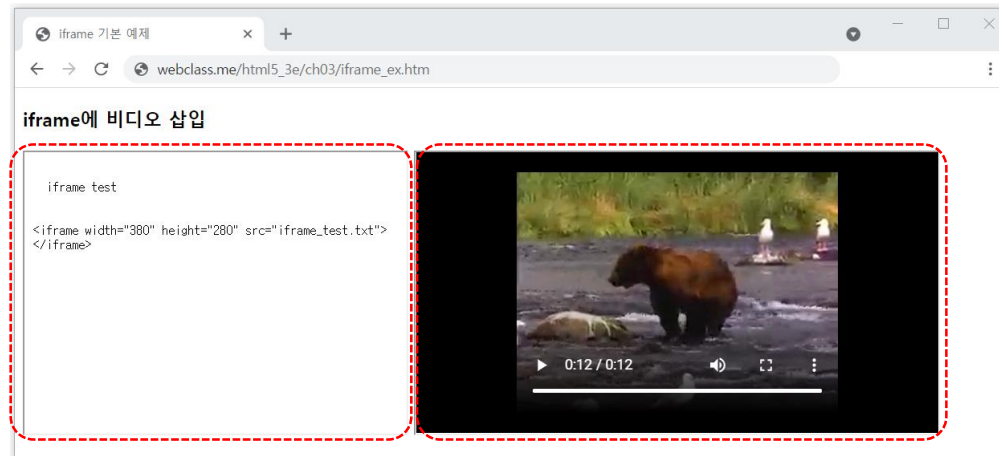 iframe 기본 예제
webclass.me/html5_3e/ch03/iframe_ex.htm
iframe에 비디오 삽입
iframe test
<iframe width="380" height="280" src="iframe_test.txt">
</iframe>
0:12 / 0:12